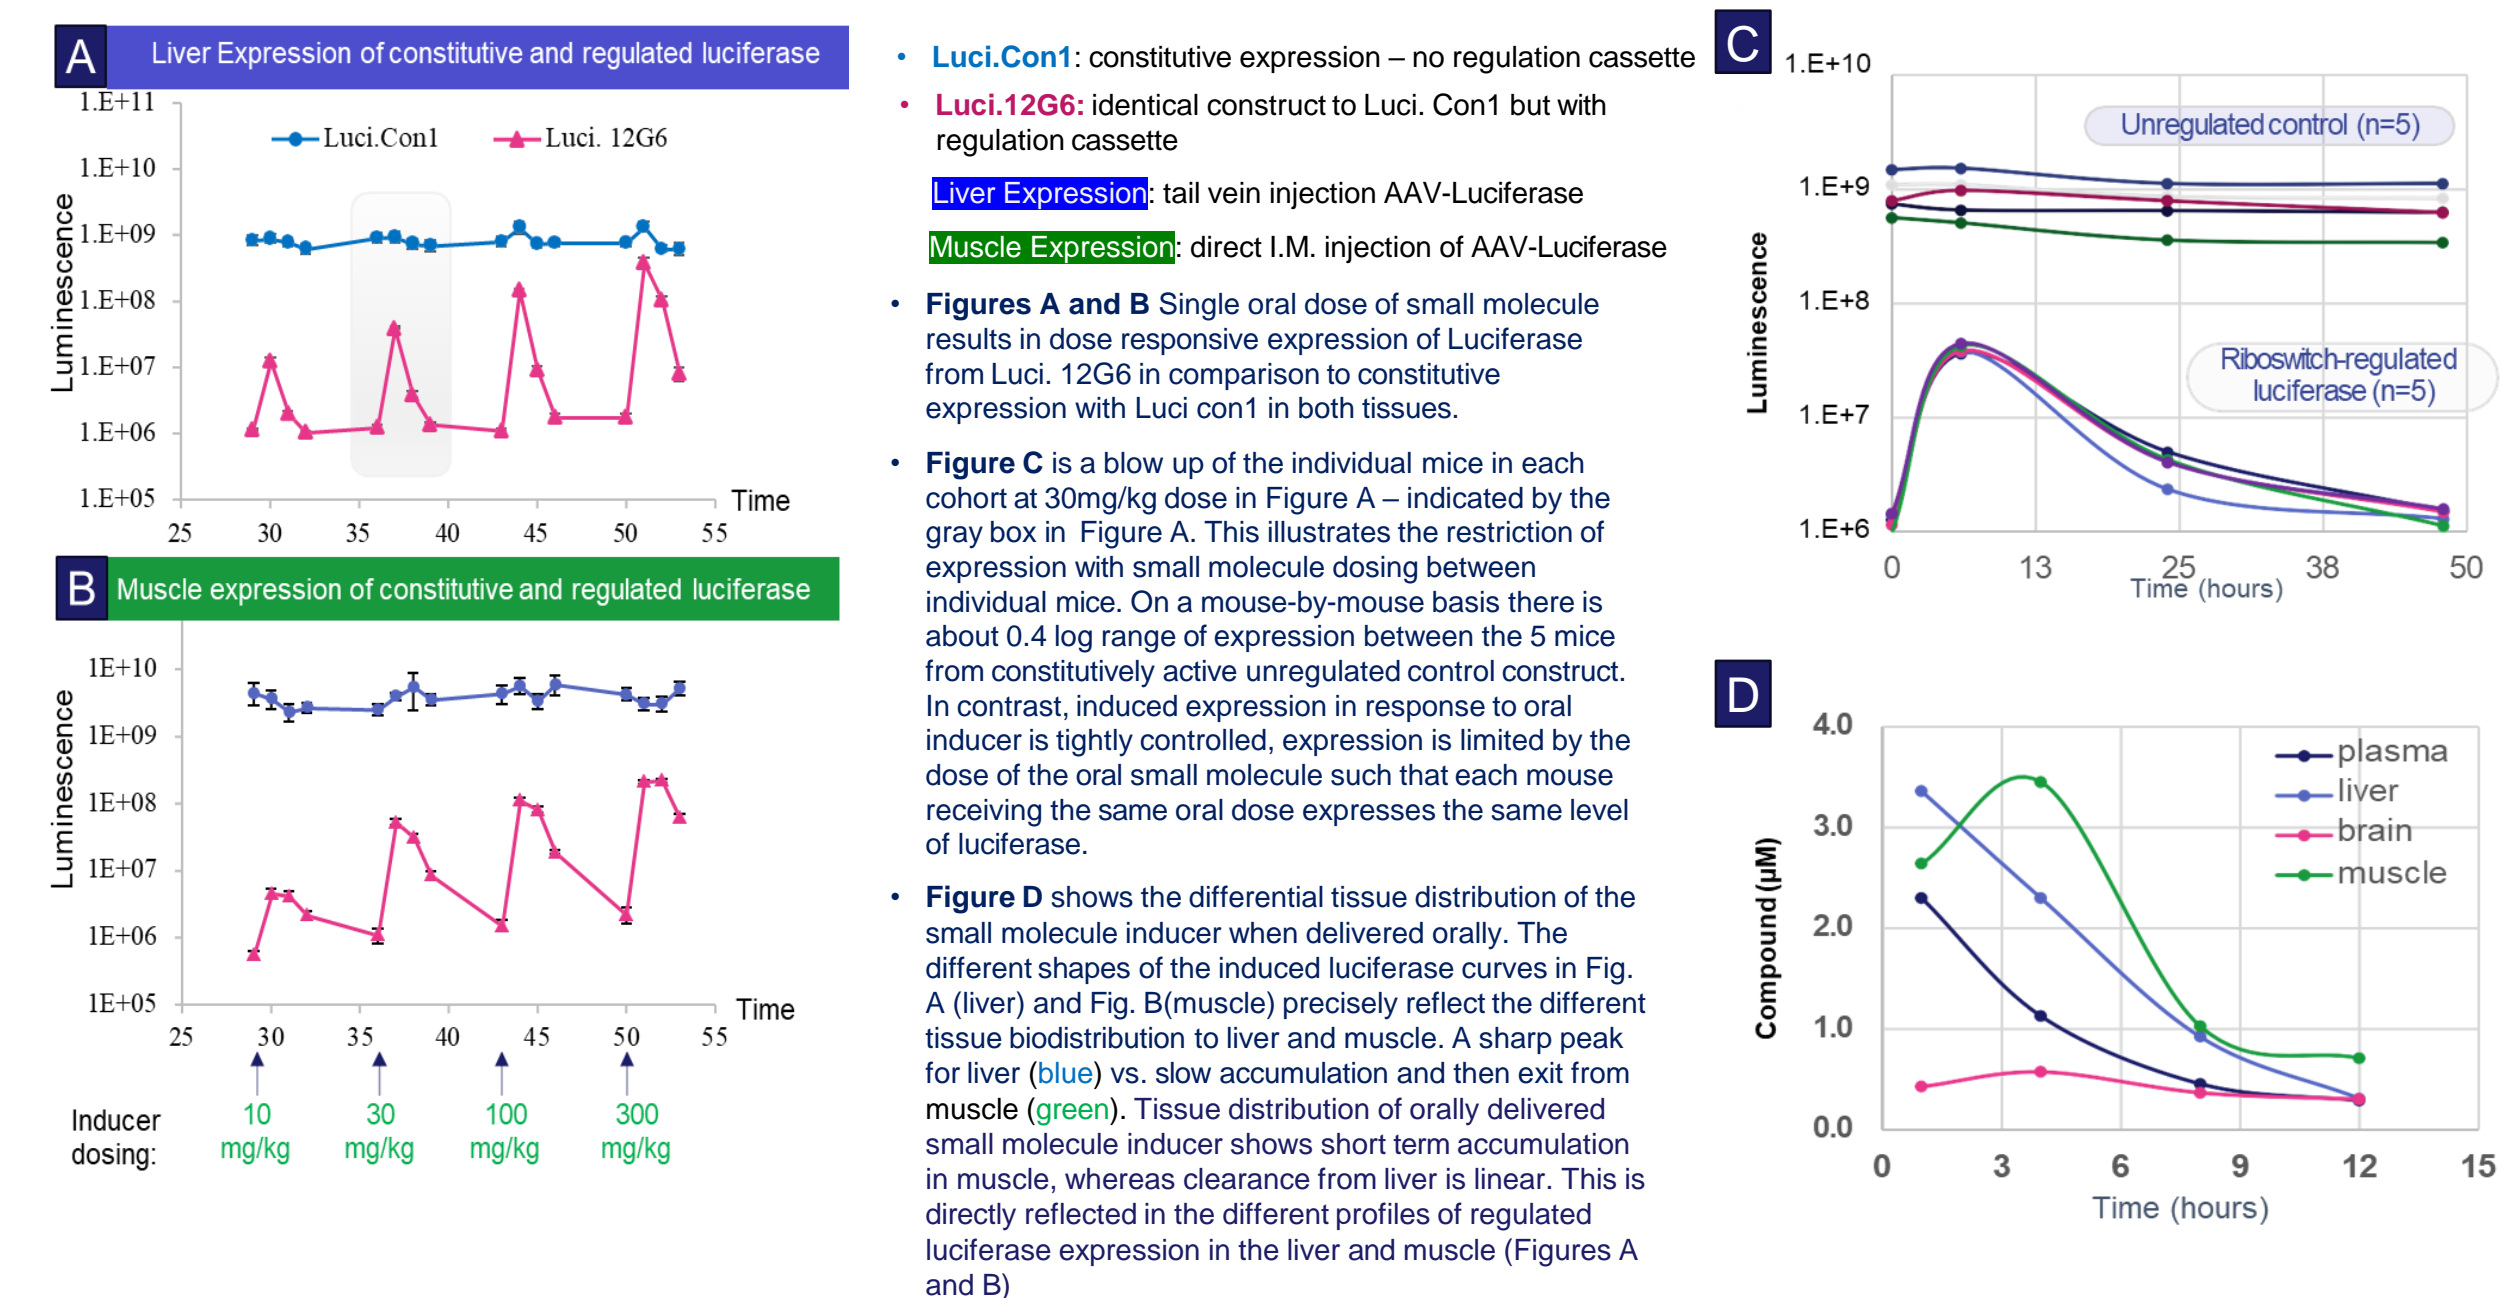 A
Liver Expression of constitutive and regulated luciferase
1.E+11
1.E+10
1.E+09
1.E+08
1.E+07
1.E+06
1.E+05
Luminescence
Luci.Con1
Luci. 12G6
25
30
35
40
45
50
55
Time
B
Muscle expression of constitutive and regulated luciferase
1E+10
1E+09
1E+08
1E+07
1E+06
1E+05
Luminescence
25
30
35
40
45
50
55
Time
Inducer
dosing:
10
mg/kg
30
mg/kg
100
mg/kg
300
mg/kg
• Luci.Con1: constitutive expression – no regulation cassette
• Luci.12G6: identical construct to Luci. Con1 but with
regulation cassette
Liver Expression: tail vein injection AAV-Luciferase
Muscle Expression: direct I.M. injection of AAV-Luciferase
• Figures A and B Single oral dose of small molecule
results in dose responsive expression of Luciferase
from Luci. 12G6 in comparison to constitutive
expression with Luci con1 in both tissues.
• Figure C is a blow up of the individual mice in each
cohort at 30mg/kg dose in Figure A – indicated by the
gray box in Figure A. This illustrates the restriction of
expression with small molecule dosing between
individual mice. On a mouse-by-mouse basis there is
about 0.4 log range of expression between the 5 mice
from constitutively active unregulated control construct.
In contrast, induced expression in response to oral
inducer is tightly controlled, expression is limited by the
dose of the oral small molecule such that each mouse
receiving the same oral dose expresses the same level
of luciferase.
• Figure D shows the differential tissue distribution of the
small molecule inducer when delivered orally. The
different shapes of the induced luciferase curves in Fig.
A (liver) and Fig. B(muscle) precisely reflect the different
tissue biodistribution to liver and muscle. A sharp peak
for liver (blue) vs. slow accumulation and then exit from
muscle (green). Tissue distribution of orally delivered
small molecule inducer shows short term accumulation
in muscle, whereas clearance from liver is linear. This is
directly reflected in the different profiles of regulated
luciferase expression in the liver and muscle (Figures A
and B)
C
1.E+10
1.E+9
1.E+8
1.E+7
1.E+6
Luminescence
Unregulated control (n=5)
Riboswitch-regulated
luciferase (n=5)
0
13
25
38
50
Time (hours)
D
4.0
3.0
2.0
1.0
0.0
Compound (µM)
plasma
liver
brain
muscle
0
3
6
9
12
15
Time (hours)